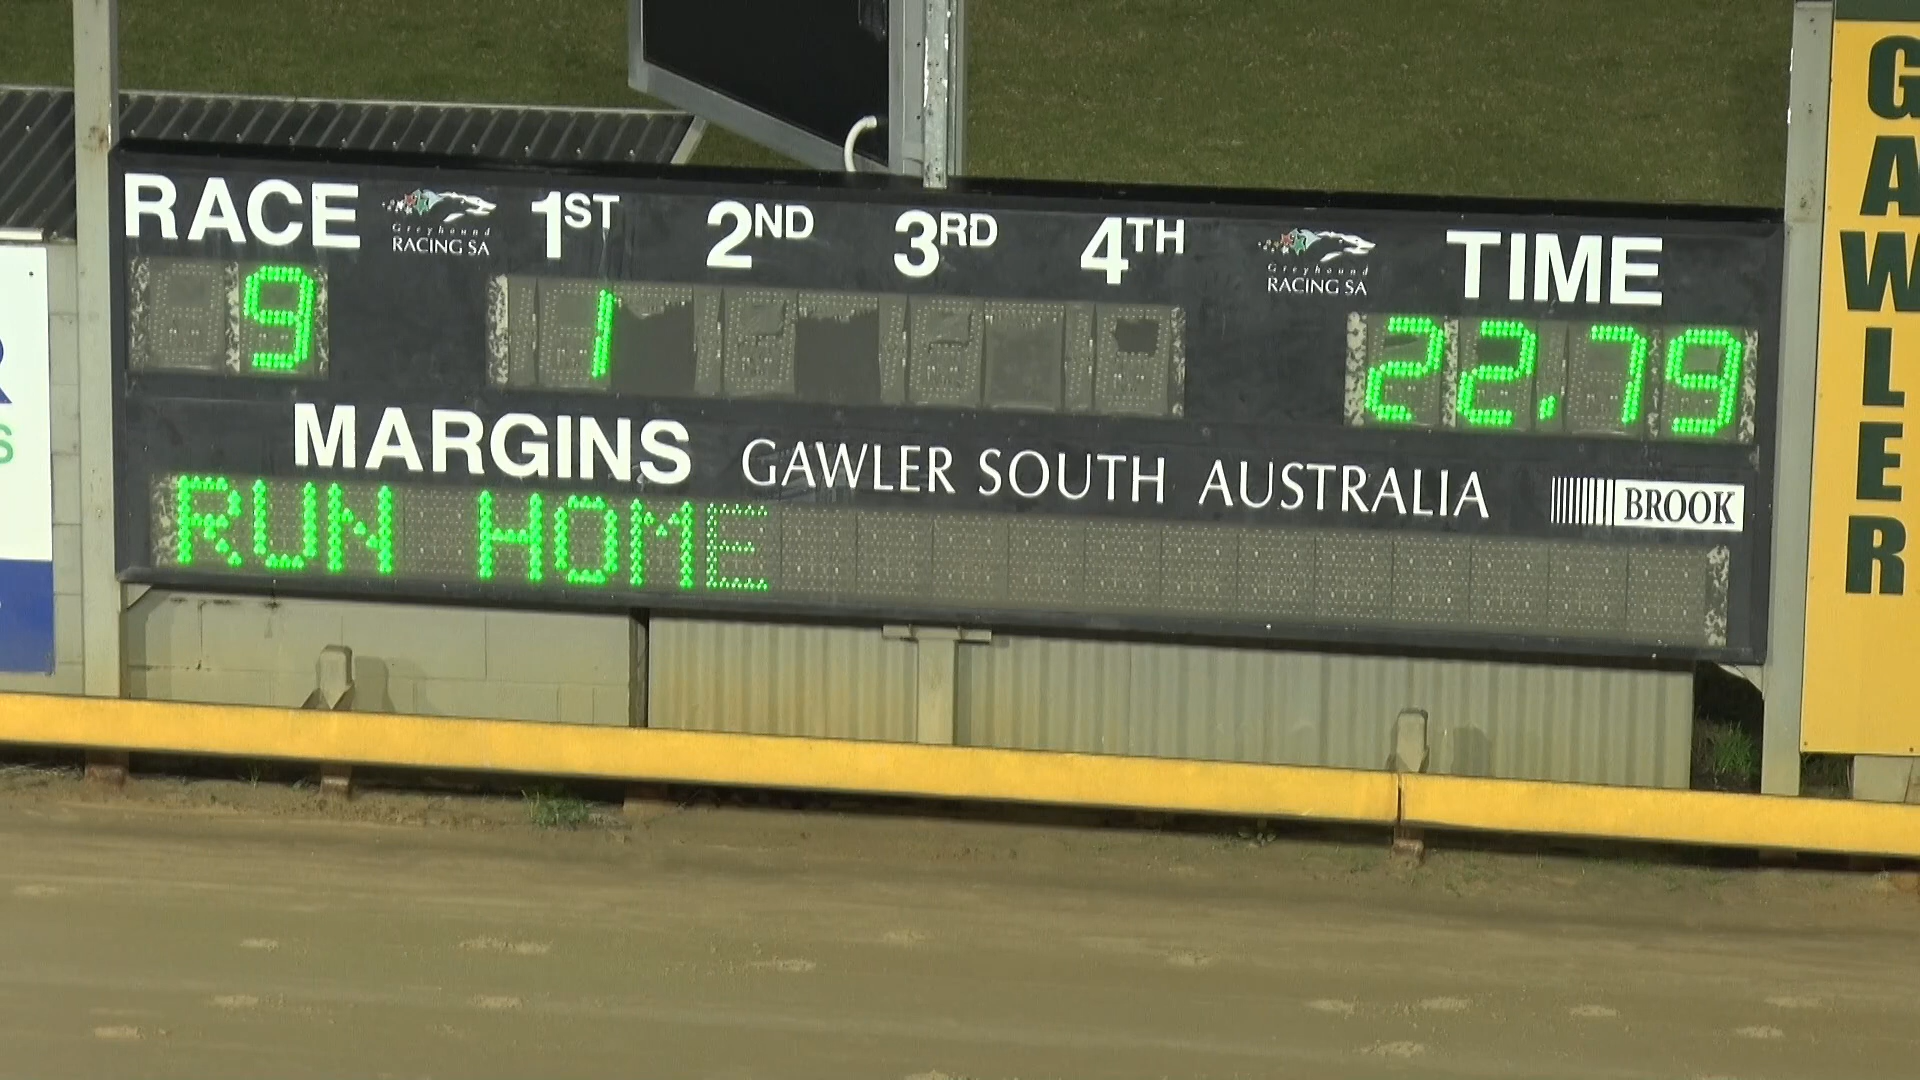 RACE
Greyhound
RACING SA
1ST 2ND 3RD 4TH
Greyhound
RACING SA
TIME
9 1 22.79
MARGINS
GAWLER SOUTH AUSTRALIA
BROOK
RUN HOME
GAWLER
R
S